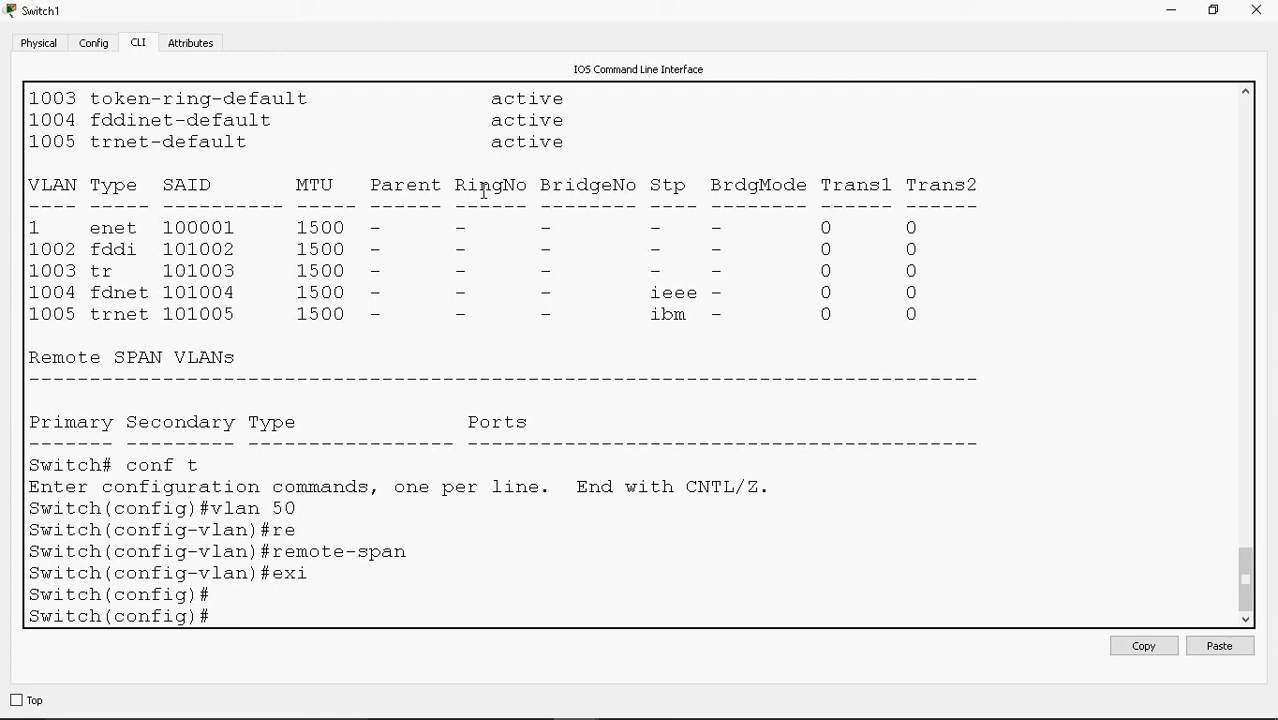 Switch1
Physical Config CLI Attributes
IOS Command Line Interface
1003 token-ring-default active
1004 fddinet-default active
1005 trnet-default active
VLAN Type SAID MTU Parent RingNo BridgeNo Stp BrdgMode Trans1 Trans2
---- ----- ---------- ----- ------ ------ -------- ---- -------- ------ ------
1 enet 100001 1500 - - - - - 0 0
1002 fddi 101002 1500 - - - - - 0 0
1003 tr 101003 1500 - - - - - 0 0
1004 fdnet 101004 1500 - - - ieee - 0 0
1005 trnet 101005 1500 - - - ibm - 0 0
Remote SPAN VLANs
------------------------------------------------------------------------------
Primary Secondary Type Ports
------- --------- ----------------- ------------------------------------------
Switch# conf t
Enter configuration commands, one per line. End with CNTL/Z.
Switch(config)#vlan 50
Switch(config-vlan)#re
Switch(config-vlan)#remote-span
Switch(config-vlan)#exi
Switch(config)#
Switch(config)#
Copy Paste
Top